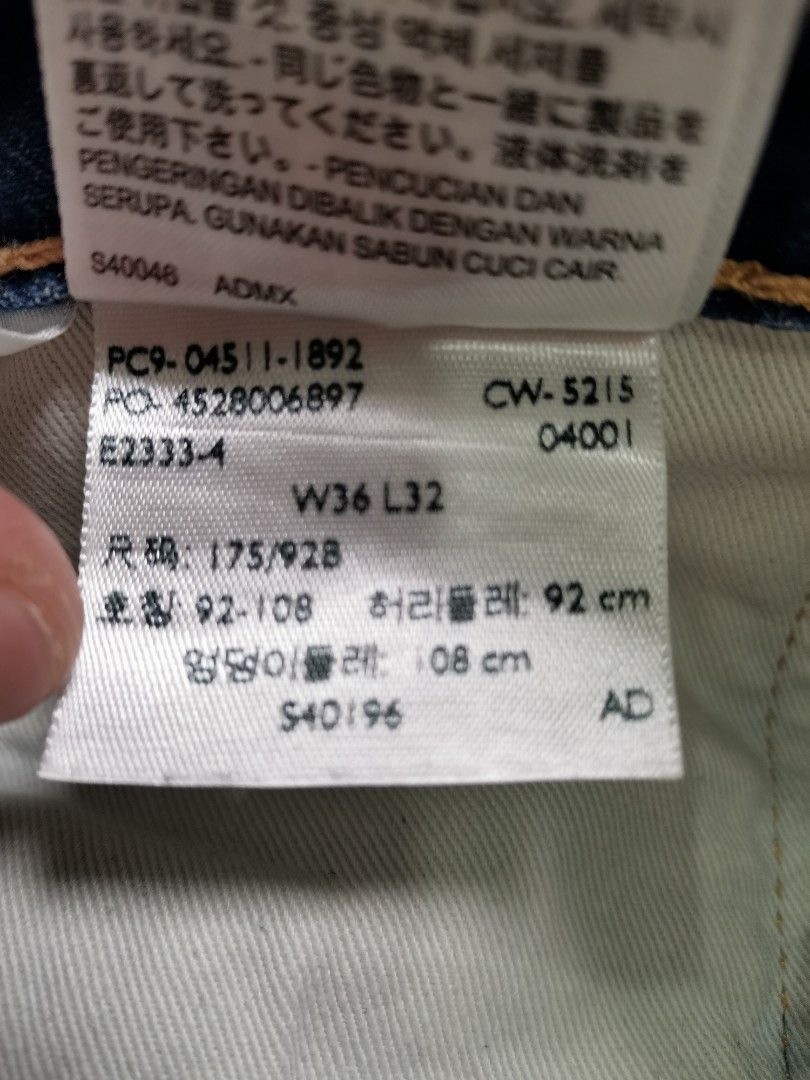 사용하세요. - 同じ色物と一緒に製品を
裏返して洗ってください。液体洗剤を
ご使用下さい。 - PENCUCIAN DAN
PENGERINGAN DIBALIK DENGAN WARNA
SERUPA. GUNAKAN SABUN CUCI CAIR.
S40046 ADMX
PC9-04511-1892
PO- 4528006897 CW-5215
E2333-4 04001
W36 L32
尺码: 175/92B
호칭: 92-108 허리둘레: 92 cm
엉덩이둘레: 108 cm
S40196 AD